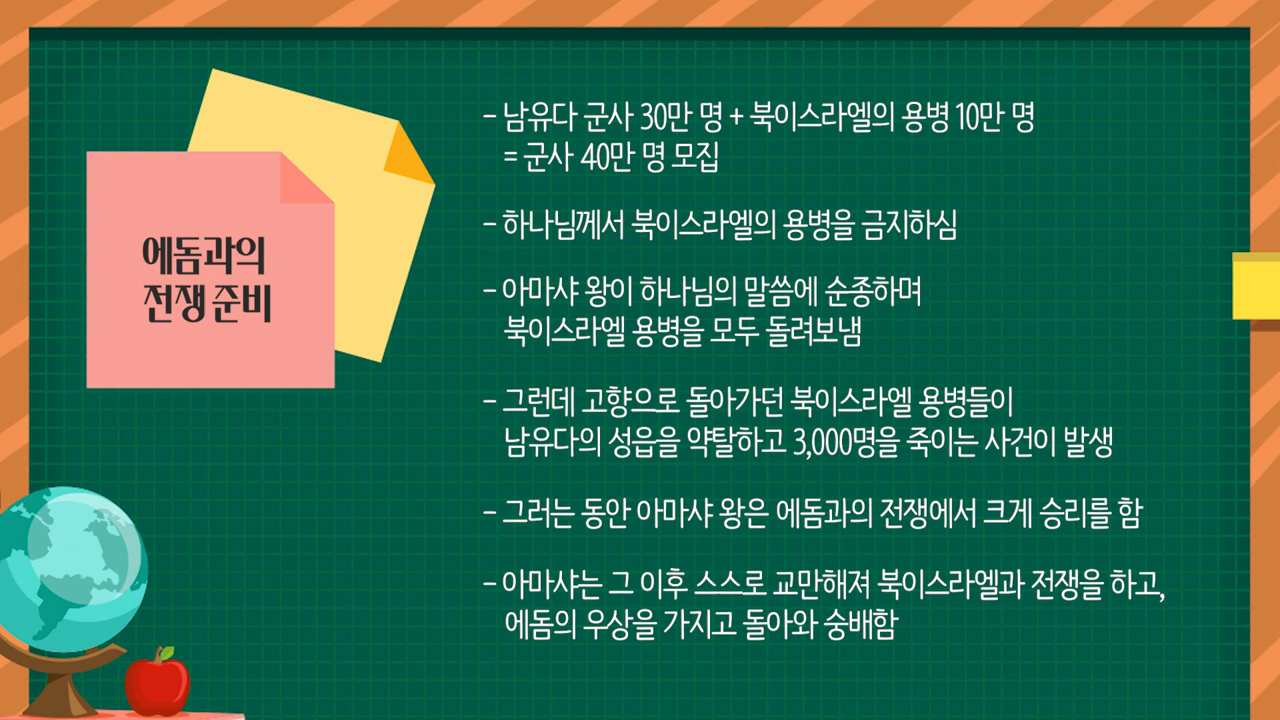 에돔과의
전쟁 준비
- 남유다 군사 30만 명 + 북이스라엘의 용병 10만 명
= 군사 40만 명 모집
- 하나님께서 북이스라엘의 용병을 금지하심
- 아마샤 왕이 하나님의 말씀에 순종하며
북이스라엘 용병을 모두 돌려보냄
- 그런데 고향으로 돌아가던 북이스라엘 용병들이
남유다의 성읍을 약탈하고 3,000명을 죽이는 사건이 발생
- 그러는 동안 아마샤 왕은 에돔과의 전쟁에서 크게 승리를 함
- 아마샤는 그 이후 스스로 교만해져 북이스라엘과 전쟁을 하고,
에돔의 우상을 가지고 돌아와 숭배함